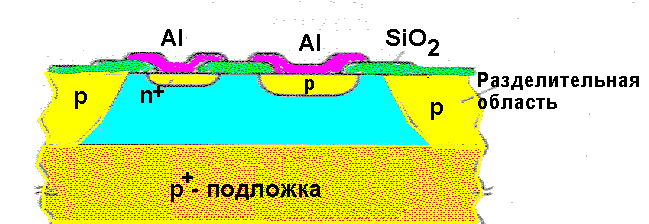 Al
Al
SiO2
p
n+
p
p
Разделительная
область
p+- подложка